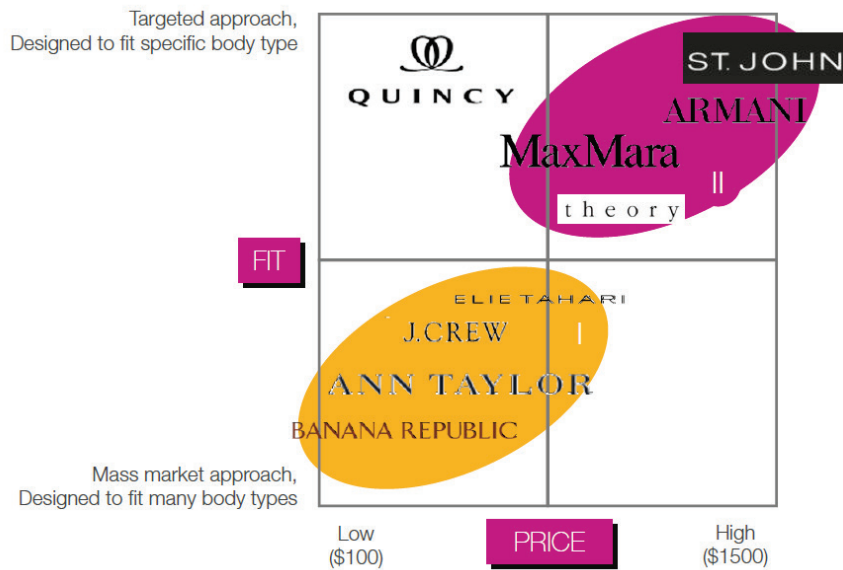 Targeted approach,
Designed to fit specific body type
QUINCY
ST. JOHN
ARMANI
MaxMara
II
theory
FIT
ELIE TAHARI
J.CREW
I
ANN TAYLOR
BANANA REPUBLIC
Mass market approach,
Designed to fit many body types
Low
($100)
PRICE
High
($1500)